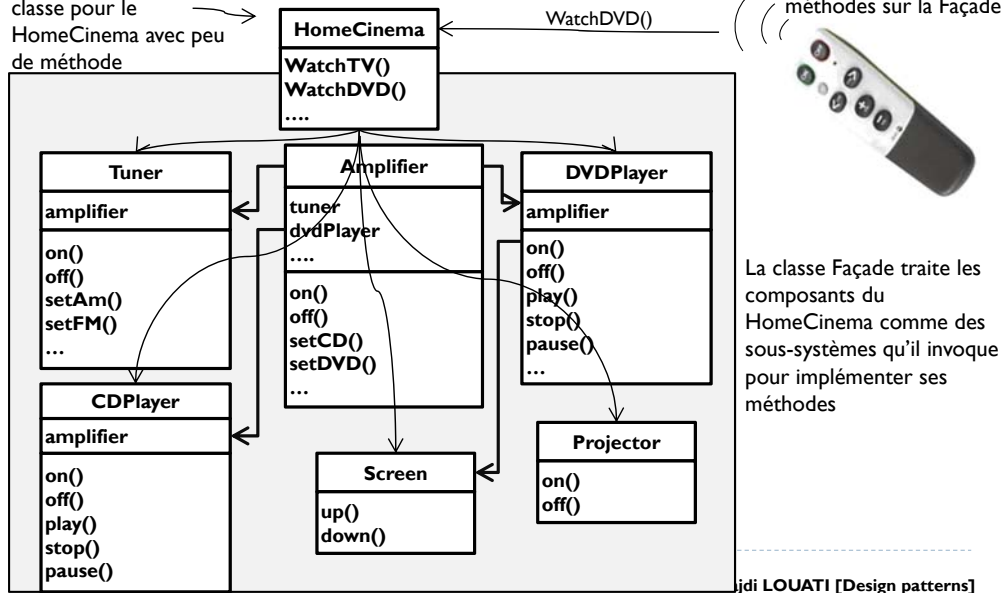 classe pour le
HomeCinema avec peu
de méthode
HomeCinema
WatchTV()
WatchDVD()
....
WatchDVD()
méthodes sur la Façade
Tuner
amplifier
on()
off()
setAm()
setFM()
...
Amplifier
tuner
dvdPlayer
....
on()
off()
setCD()
setDVD()
...
DVDPlayer
amplifier
on()
off()
play()
stop()
pause()
...
La classe Façade traite les
composants du
HomeCinema comme des
sous-systèmes qu'il invoque
pour implémenter ses
méthodes
CDPlayer
amplifier
on()
off()
play()
stop()
pause()
Screen
up()
down()
Projector
on()
off()
LOUATI [Design patterns]